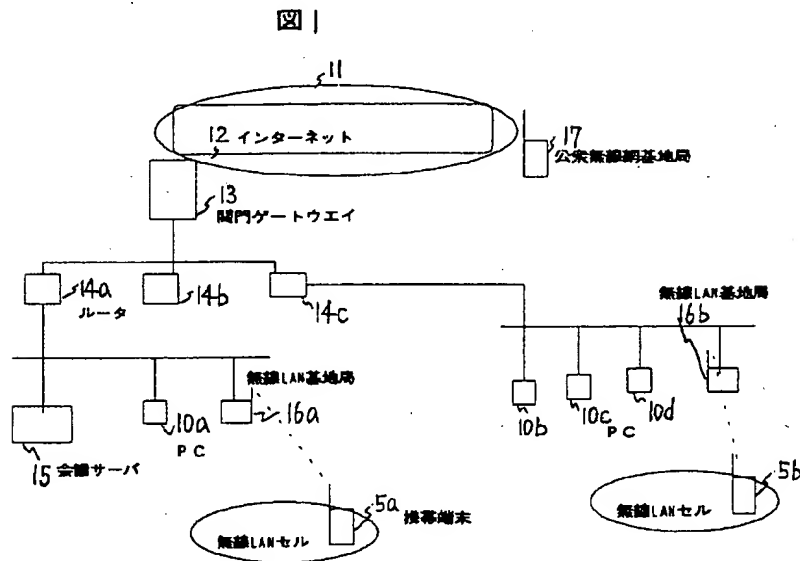 図1
11
12 インターネット
17
公衆無線網基地局
13
関門ゲートウエイ
14a
ルータ
14b
14c
無線LAN基地局
16b
無線LAN基地局
10a
PC
16a
15 会議サーバ
10b
10c
PC
10d
5a
携帯端末
無線LANセル
5b
無線LANセル